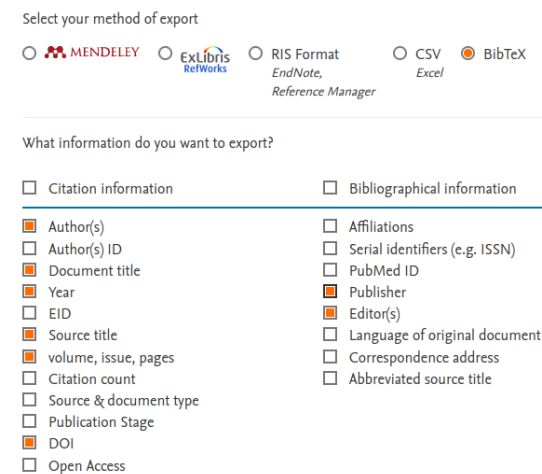 Select your method of export
MENDELEY
ExLibris
RefWorks
RIS Format
EndNote,
Reference Manager
CSV
Excel
BibTeX
What information do you want to export?
Citation information
Author(s)
Author(s) ID
Document title
Year
EID
Source title
volume, issue, pages
Citation count
Source & document type
Publication Stage
DOI
Open Access
Bibliographical information
Affiliations
Serial identifiers (e.g. ISSN)
PubMed ID
Publisher
Editor(s)
Language of original document
Correspondence address
Abbreviated source title